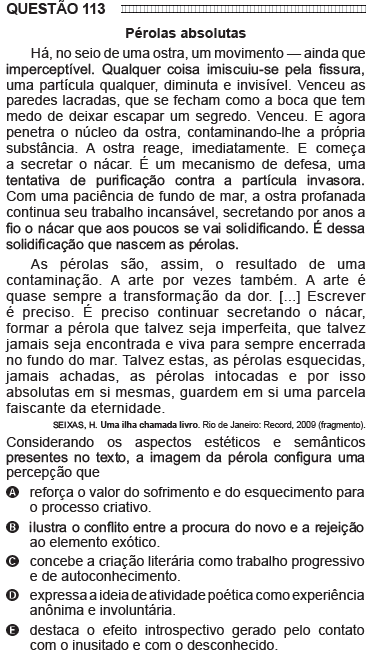 QUESTÃO 113
Pérolas absolutas
Há, no seio de uma ostra, um movimento — ainda que
imperceptível. Qualquer coisa imiscuiu-se pela fissura,
uma partícula qualquer, diminuta e invisível. Venceu as
paredes lacradas, que se fecham como a boca que tem
medo de deixar escapar um segredo. Venceu. E agora
penetra o núcleo da ostra, contaminando-lhe a própria
substância. A ostra reage, imediatamente. E começa
a secretar o nácar. É um mecanismo de defesa, uma
tentativa de purificação contra a partícula invasora.
Com uma paciência de fundo de mar, a ostra profanada
continua seu trabalho incansável, secretando por anos a
fio o nácar que aos poucos se vai solidificando. É dessa
solidificação que nascem as pérolas.
As pérolas são, assim, o resultado de uma
contaminação. A arte por vezes também. A arte é
quase sempre a transformação da dor. [...] Escrever
é preciso. É preciso continuar secretando o nácar,
formar a pérola que talvez seja imperfeita, que talvez
jamais seja encontrada e viva para sempre encerrada
no fundo do mar. Talvez estas, as pérolas esquecidas,
jamais achadas, as pérolas intocadas e por isso
absolutas em si mesmas, guardem em si uma parcela
faiscante da eternidade.
SEIXAS, H. Uma ilha chamada livro. Rio de Janeiro: Record, 2009 (fragmento).
Considerando os aspectos estéticos e semânticos
presentes no texto, a imagem da pérola configura uma
percepção que
A reforça o valor do sofrimento e do esquecimento para
o processo criativo.
B ilustra o conflito entre a procura do novo e a rejeição
ao elemento exótico.
C concebe a criação literária como trabalho progressivo
e de autoconhecimento.
D expressa a ideia de atividade poética como experiência
anônima e involuntária.
E destaca o efeito introspectivo gerado pelo contato
com o inusitado e com o desconhecido.